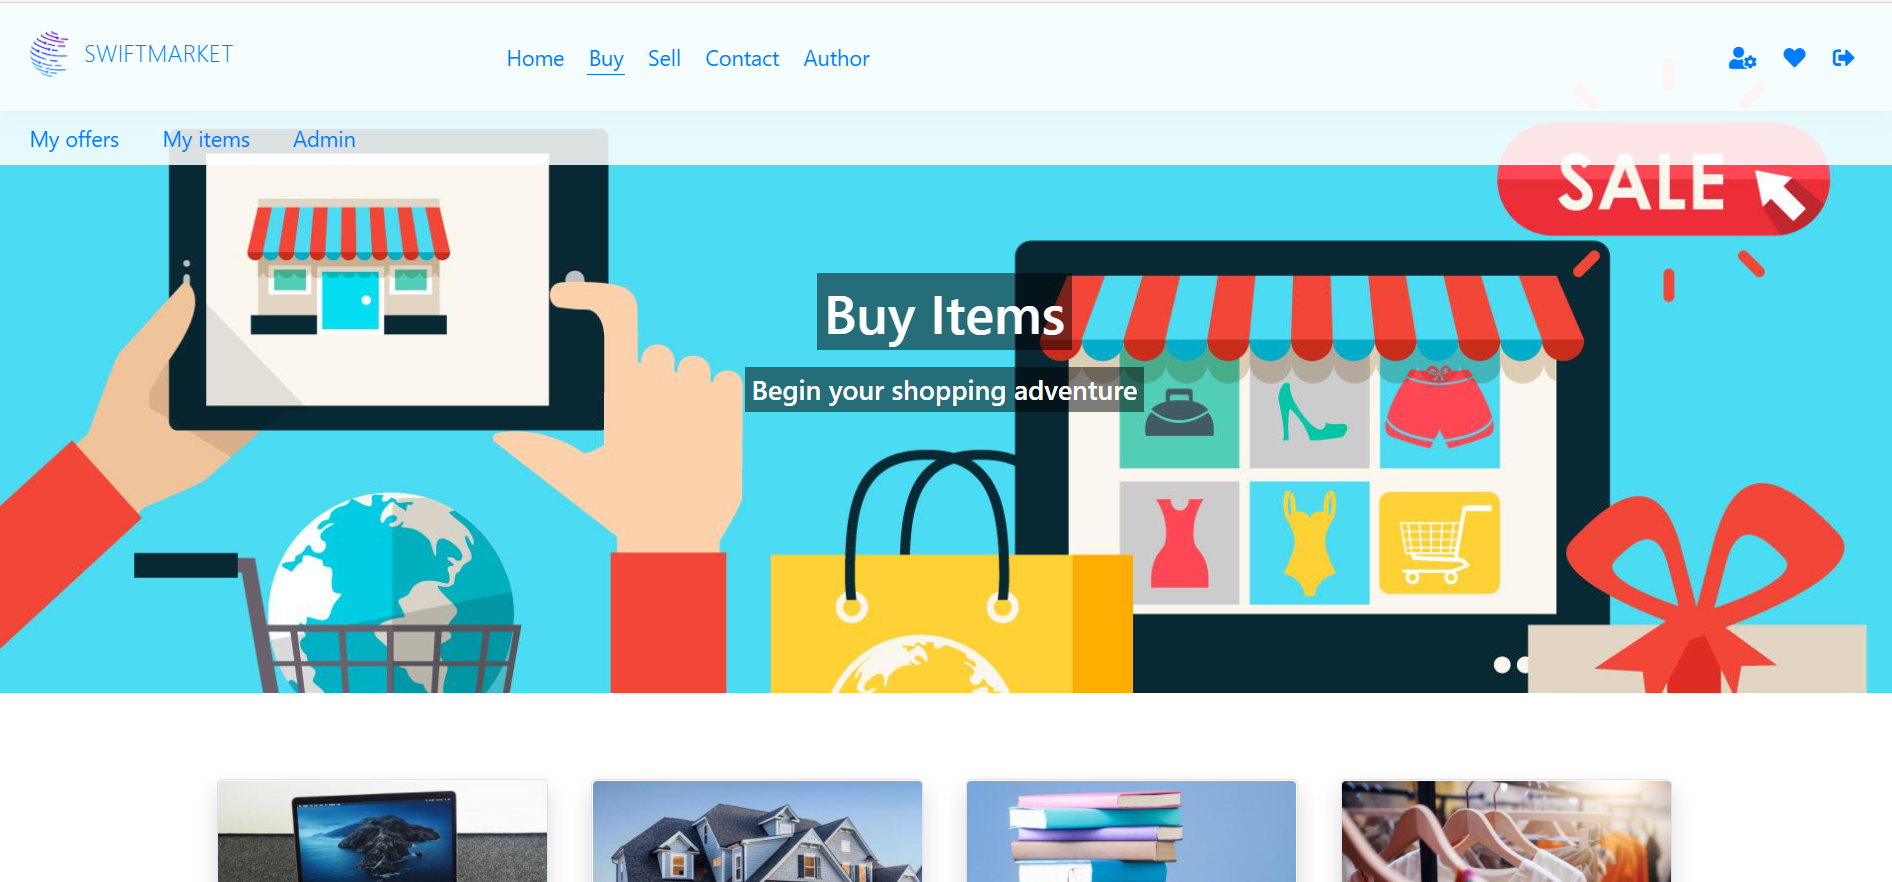 SWIFTMARKET
Home Buy Sell Contact Author
My offers My items Admin
SALE
Buy Items
Begin your shopping adventure